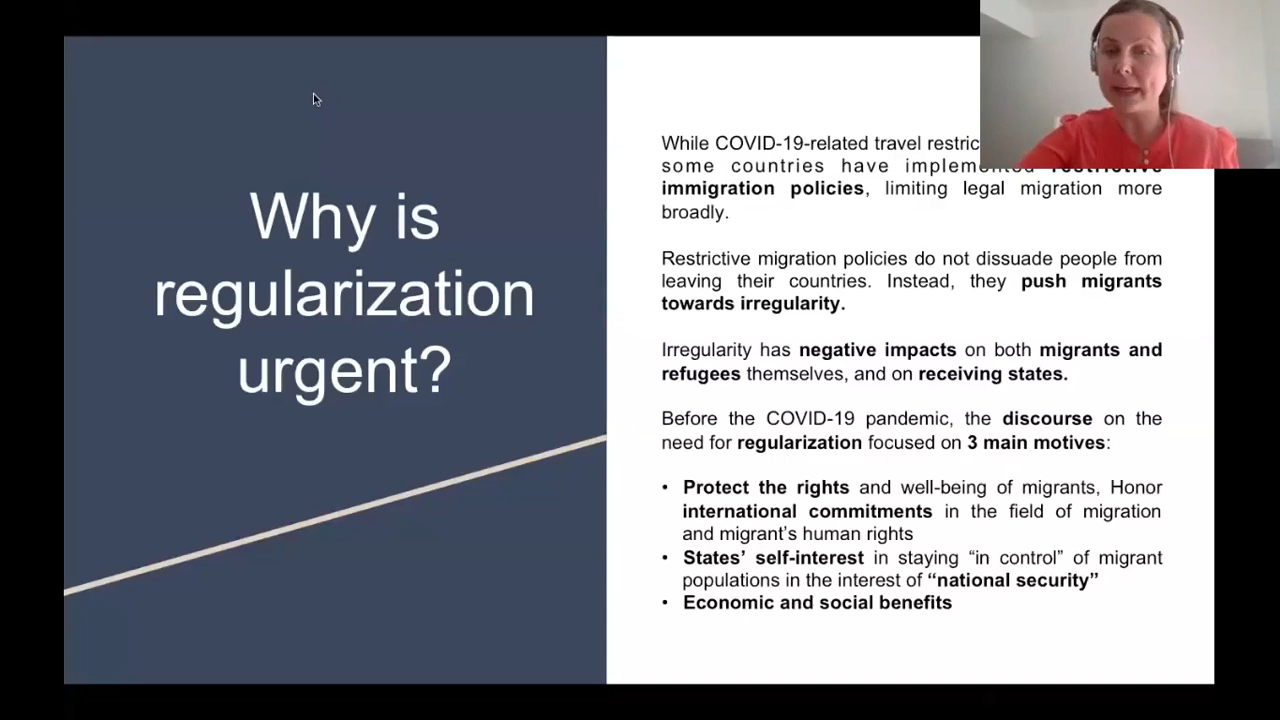 Why is
regularization
urgent?
While COVID-19-related travel
some countries have implemented restrictive
immigration policies, limiting legal migration more
broadly.
Restrictive migration policies do not dissuade people from
leaving their countries. Instead, they push migrants
towards irregularity.
Irregularity has negative impacts on both migrants and
refugees themselves, and on receiving states.
Before the COVID-19 pandemic, the discourse on the
need for regularization focused on 3 main motives:
• Protect the rights and well-being of migrants, Honor
international commitments in the field of migration
and migrant’s human rights
• States’ self-interest in staying “in control” of migrant
populations in the interest of “national security”
• Economic and social benefits